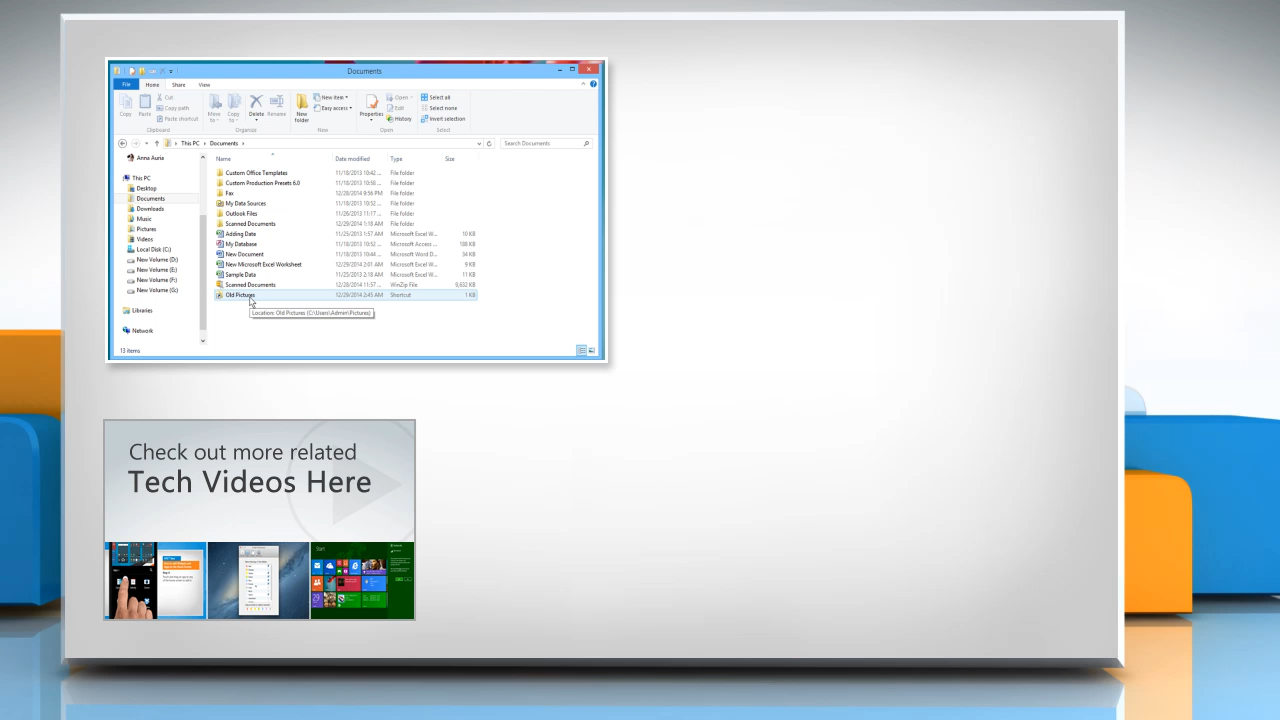 Documents
File Home Share View
Copy Paste Cut Copy path Paste shortcut Move to Copy to Delete Rename New folder New item Easy access Properties Open Edit History Select all Select none Invert selection
Clipboard Organize New Open Select
This PC Documents Search Documents
Name Date modified Type Size
Anna Aurie
This PC
Desktop
Documents
Downloads
Music
Pictures
Videos
Local Disk (C:)
New Volume (D:)
New Volume (E:)
New Volume (F:)
New Volume (G:)
Libraries
Network
Custom Office Templates 11/18/2013 10:42 ... File folder
Custom Production Presets 6.0 11/18/2013 10:58 ... File folder
Fax 12/28/2014 9:56 PM File folder
My Data Sources 11/18/2013 10:52 ... File folder
Outlook Files 11/26/2013 11:17 ... File folder
Scanned Documents 12/29/2014 1:18 AM File folder
Adding Date 11/25/2013 1:57 AM Microsoft Excel W... 10 KB
My Database 11/18/2013 10:52 ... Microsoft Access ... 188 KB
New Document 11/18/2013 10:44 ... Microsoft Word D... 34 KB
New Microsoft Excel Worksheet 12/29/2014 2:01 AM Microsoft Excel W... 9 KB
Sample Data 11/25/2013 2:18 AM Microsoft Excel W... 11 KB
Scanned Documents 12/28/2014 11:57 ... WinZip File 9,632 KB
Old Pictures 12/29/2014 2:45 AM Shortcut 1 KB
Location: Old Pictures (C:\Users\Admin\Pictures)
13 items
Check out more related
Tech Videos Here
Start